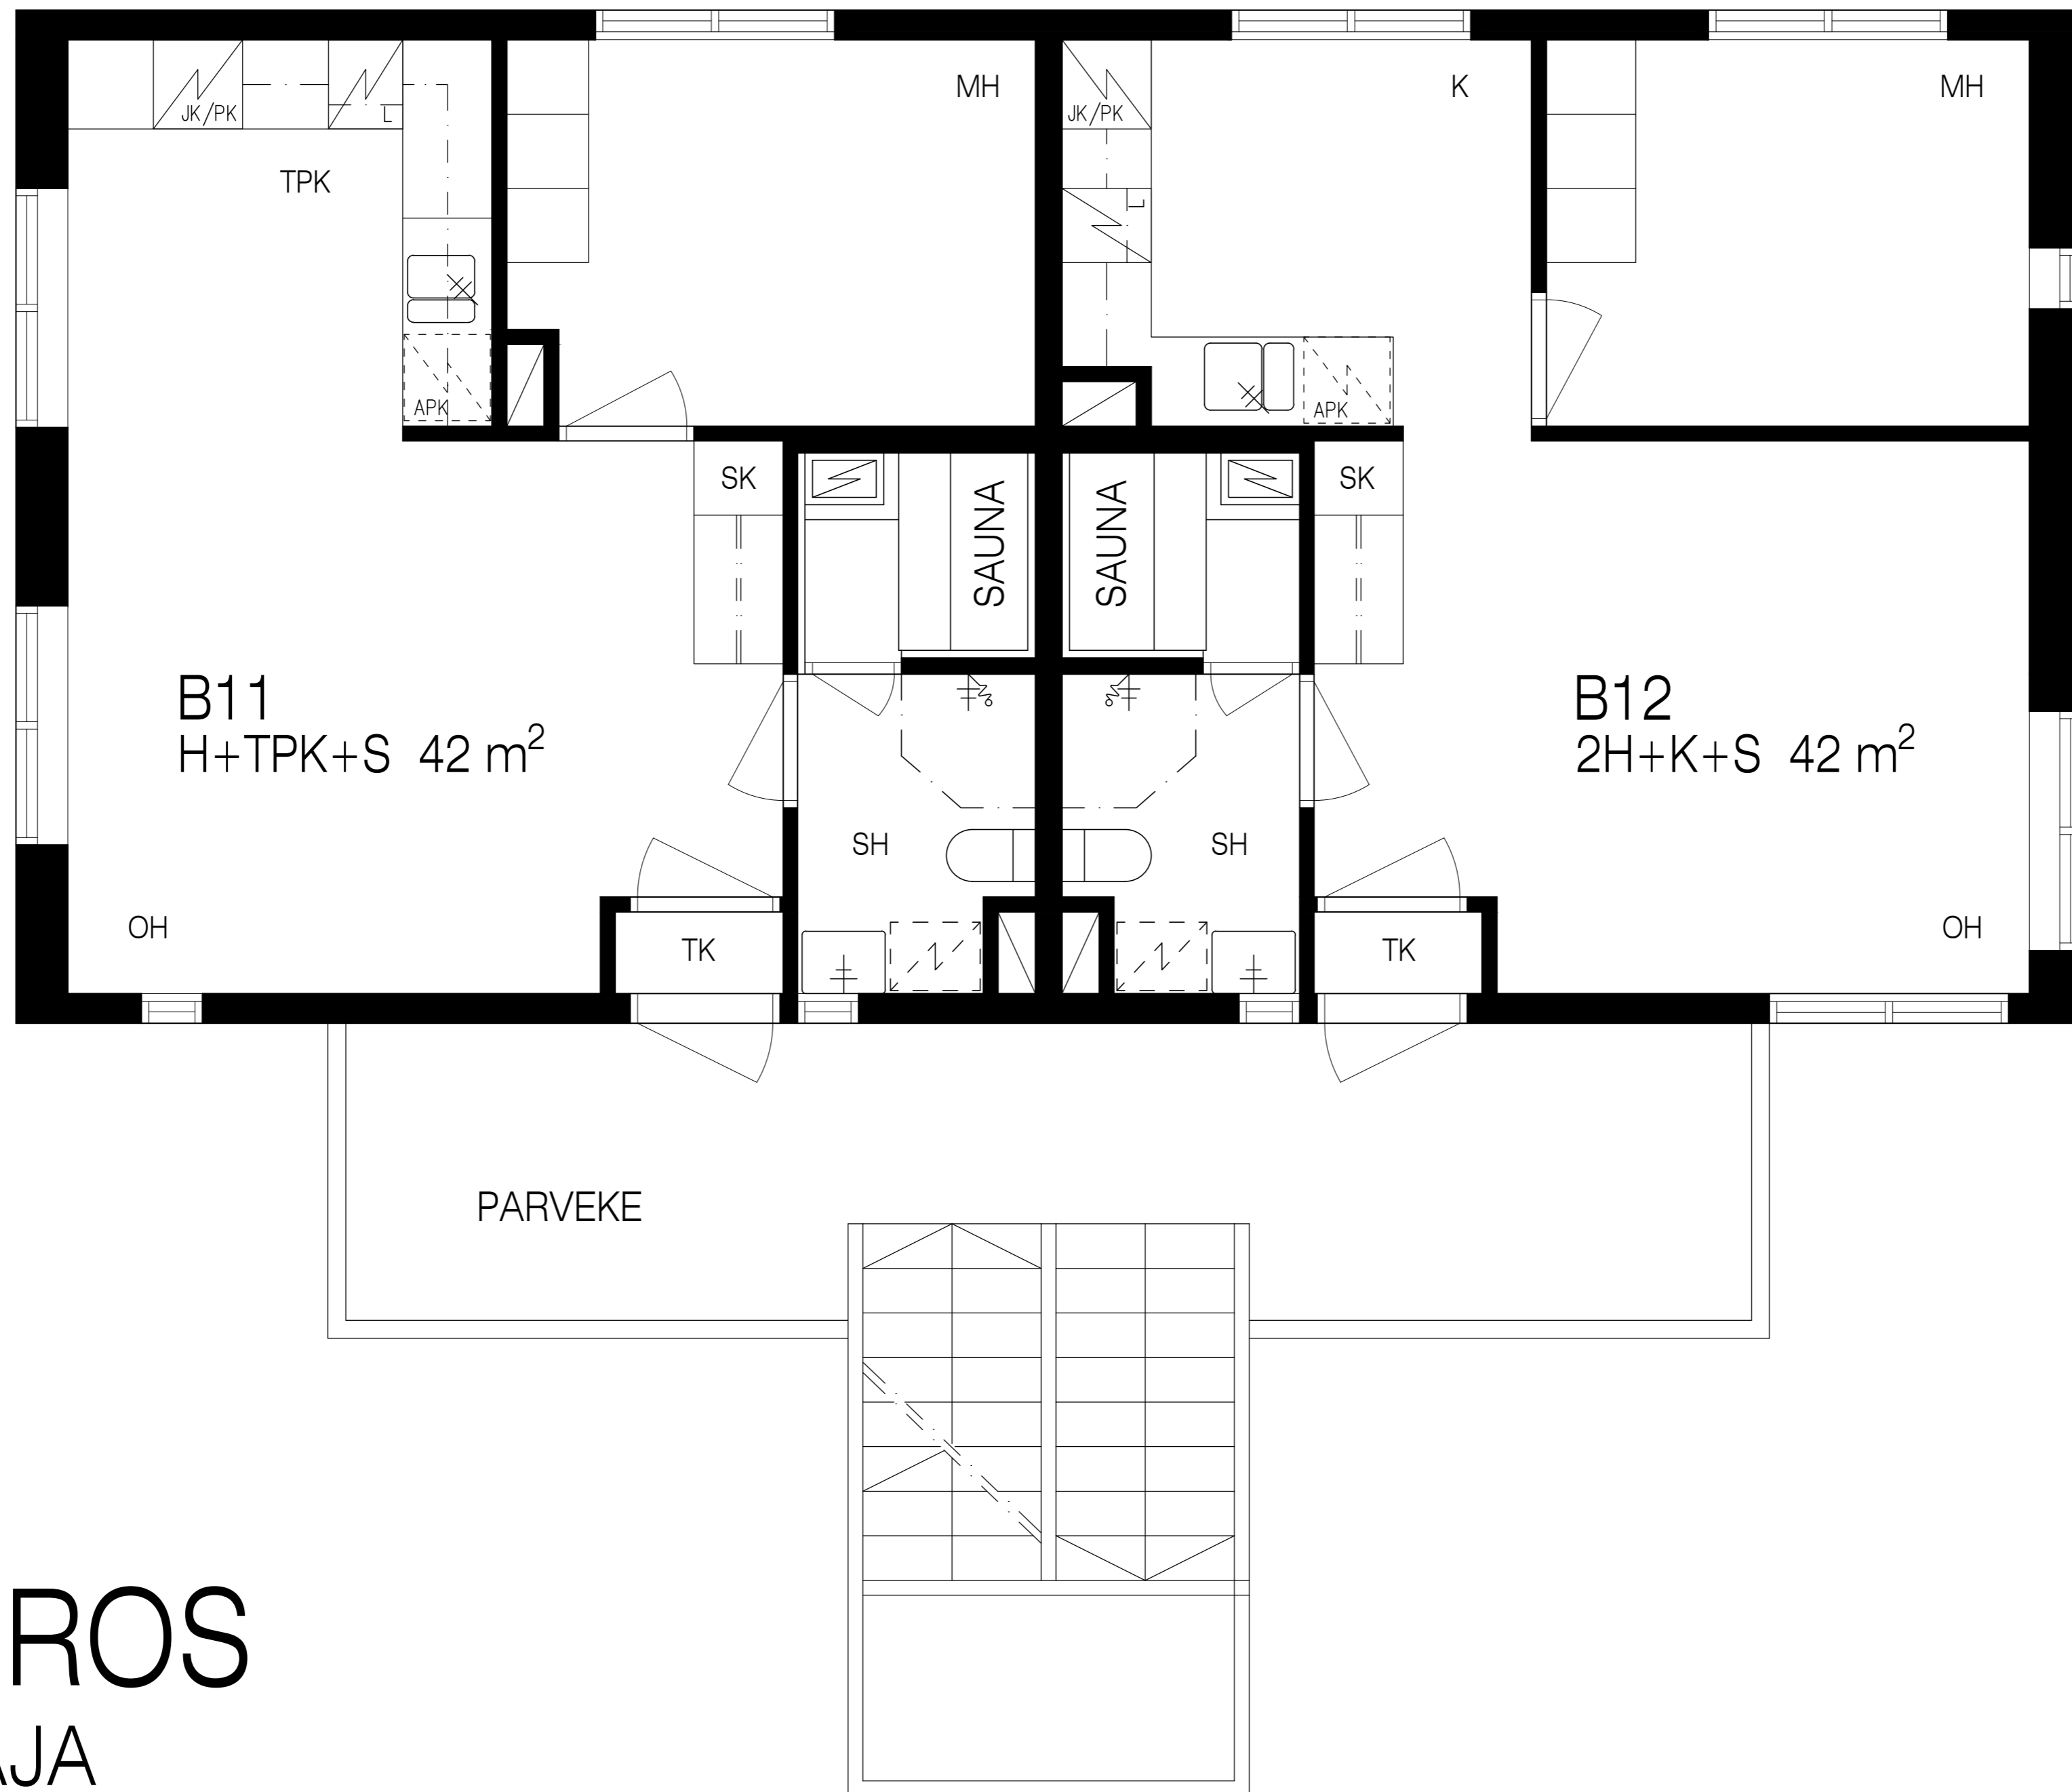 MH
K
MH
JK/PK
L
JK/PK
L
TPK
APK
APK
SK
SAUNA
SAUNA
SK
B11
H+TPK+S 42 m²
B12
2H+K+S 42 m²
SH
SH
OH
TK
TK
OH
PARVEKE
ROS
AJA